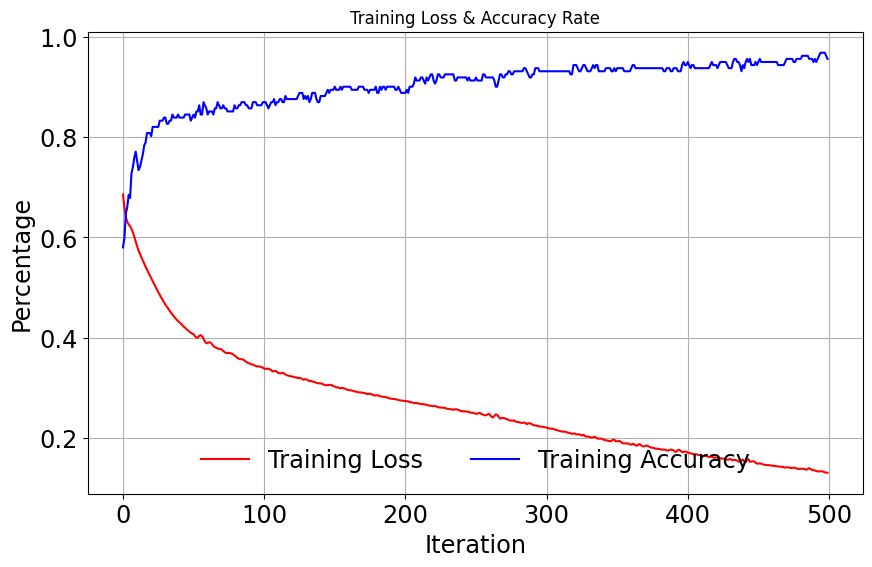 Training Loss & Accuracy Rate
1.0
0.8
0.6
0.4
0.2
Percentage
Training Loss Training Accuracy
0 100 200 300 400 500
Iteration